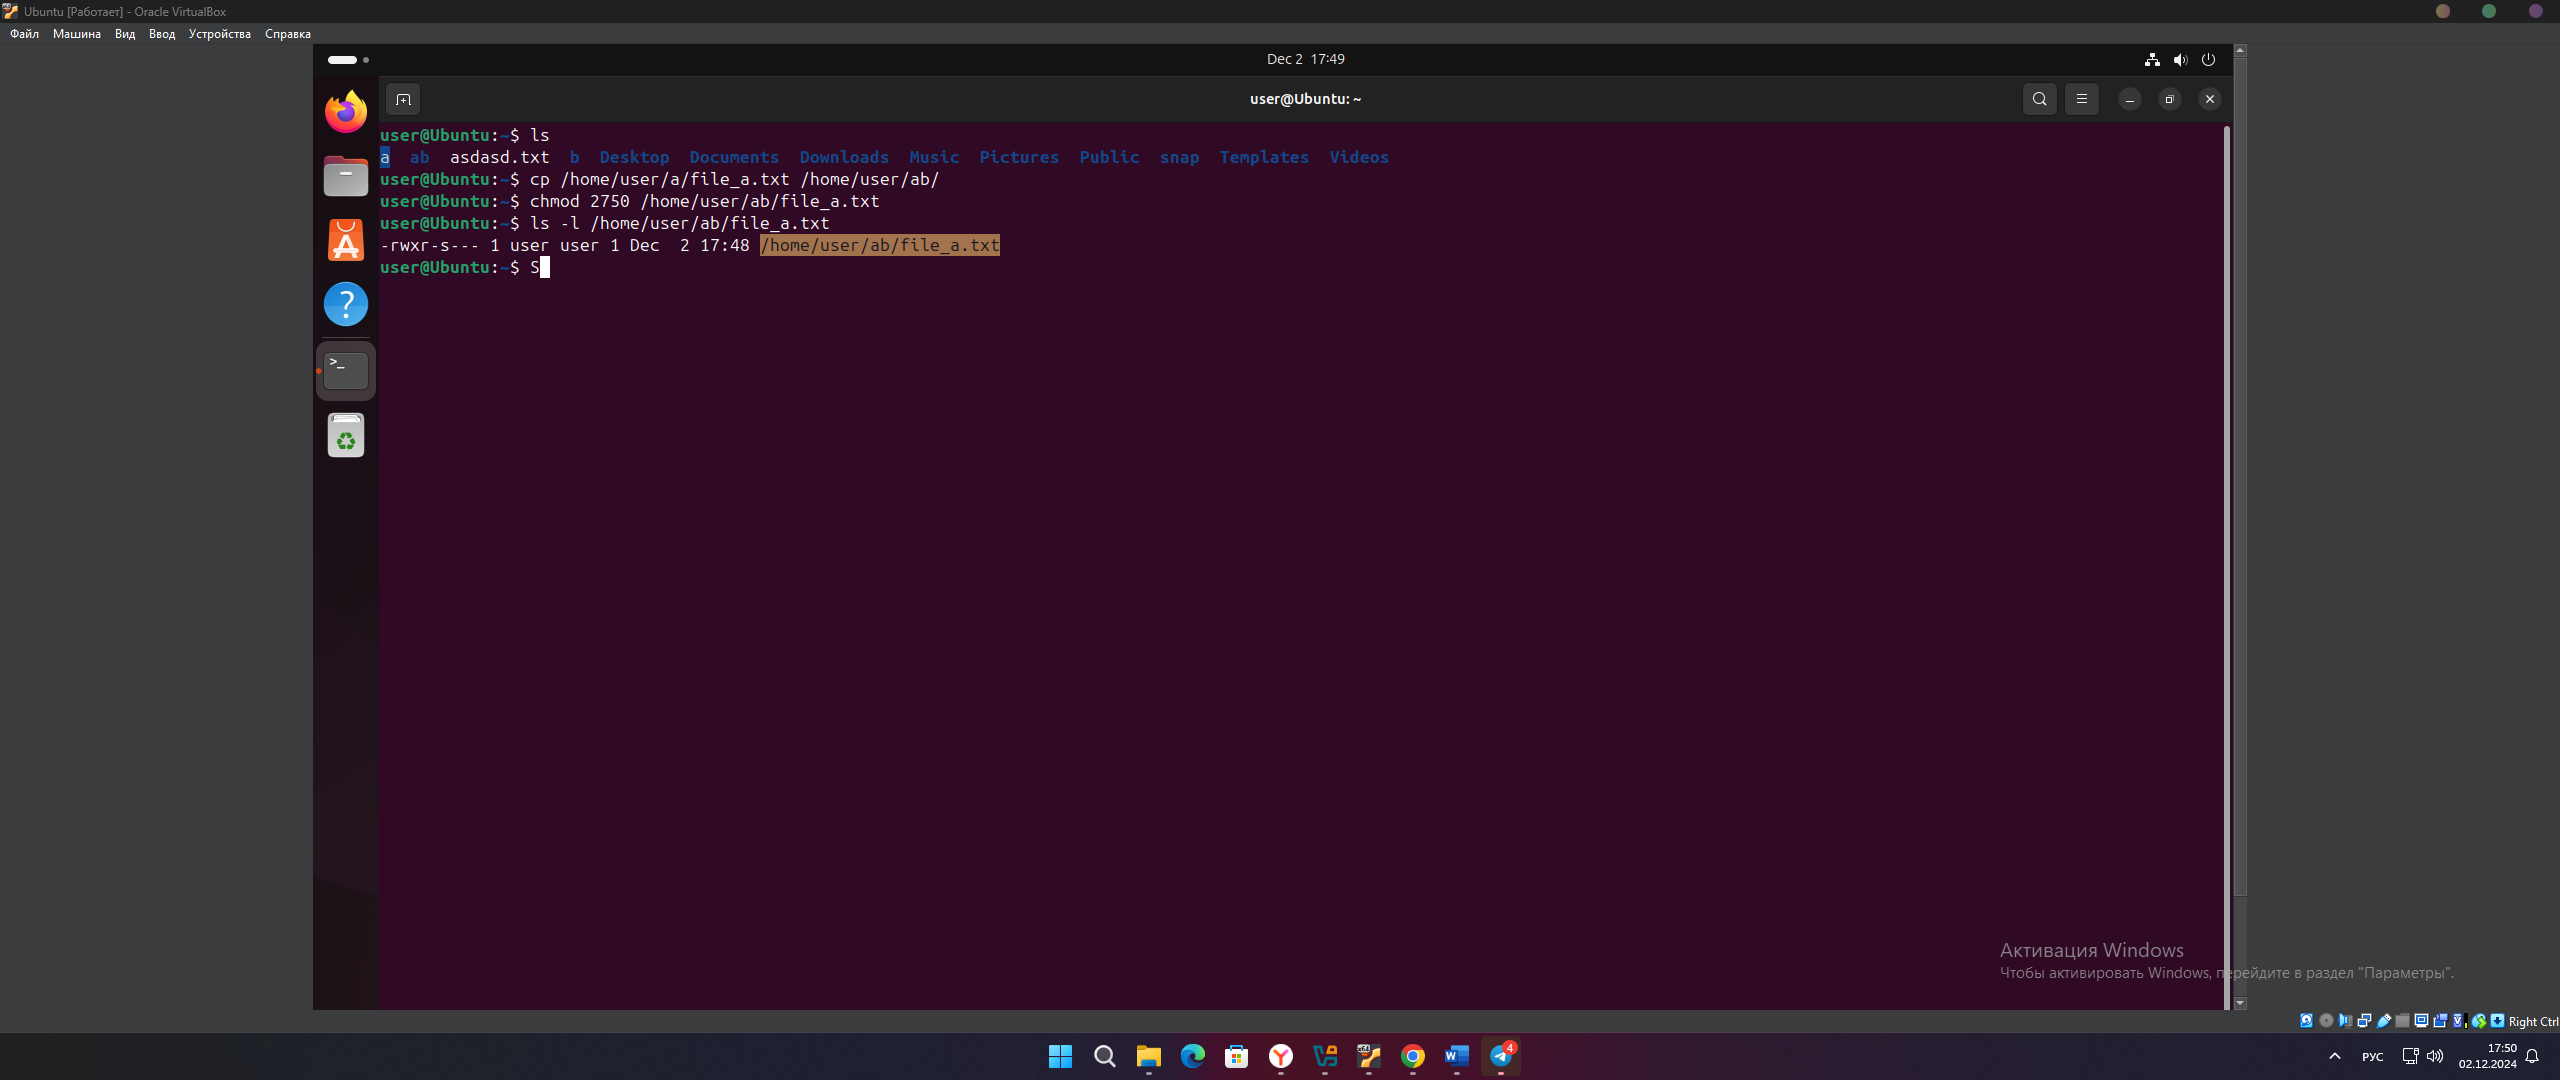 Ubuntu [Работает] - Oracle VirtualBox
Файл Машина Вид Ввод Устройства Справка
Dec 2 17:49
user@Ubuntu: ~
user@Ubuntu:~$ ls
a ab asdasd.txt b Desktop Documents Downloads Music Pictures Public snap Templates Videos
user@Ubuntu:~$ cp /home/user/a/file_a.txt /home/user/ab/
user@Ubuntu:~$ chmod 2750 /home/user/ab/file_a.txt
user@Ubuntu:~$ ls -l /home/user/ab/file_a.txt
-rwxr-s--- 1 user user 1 Dec  2 17:48 /home/user/ab/file_a.txt
user@Ubuntu:~$ S
Активация Windows
Чтобы активировать Windows, перейдите в раздел "Параметры".
Right Ctrl
4
РУС
17:50
02.12.2024